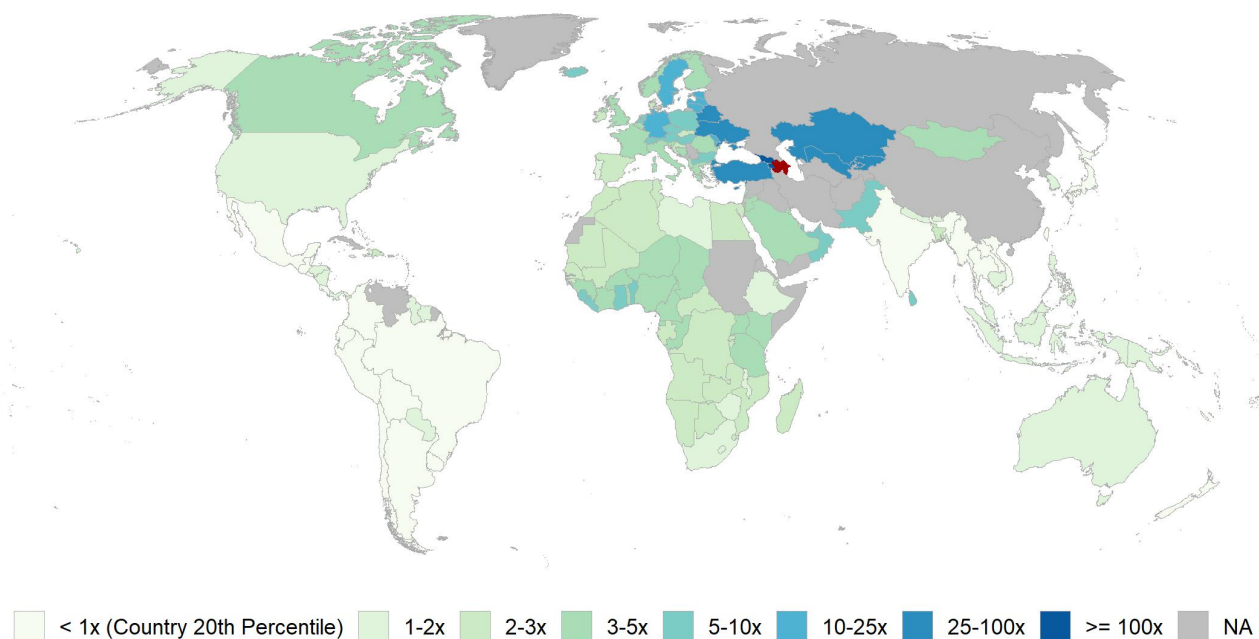 < 1x (Country 20th Percentile) 1-2x 2-3x 3-5x 5-10x 10-25x 25-100x >= 100x NA